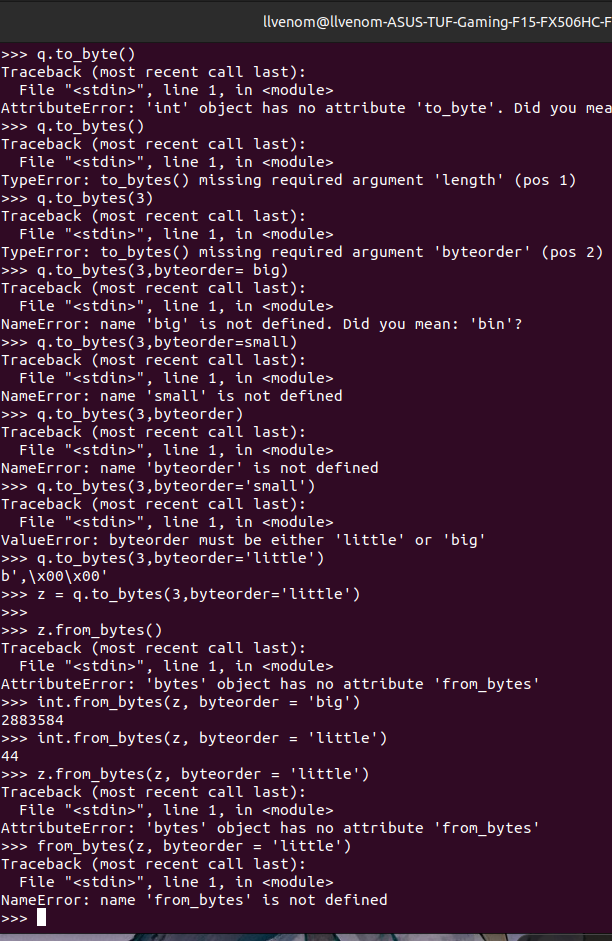 llvenom@llvenom-ASUS-TUF-Gaming-F15-FX506HC-F
>>> q.to_byte()
Traceback (most recent call last):
  File "<stdin>", line 1, in <module>
AttributeError: 'int' object has no attribute 'to_byte'. Did you mea
>>> q.to_bytes()
Traceback (most recent call last):
  File "<stdin>", line 1, in <module>
TypeError: to_bytes() missing required argument 'length' (pos 1)
>>> q.to_bytes(3)
Traceback (most recent call last):
  File "<stdin>", line 1, in <module>
TypeError: to_bytes() missing required argument 'byteorder' (pos 2)
>>> q.to_bytes(3,byteorder= big)
Traceback (most recent call last):
  File "<stdin>", line 1, in <module>
NameError: name 'big' is not defined. Did you mean: 'bin'?
>>> q.to_bytes(3,byteorder=small)
Traceback (most recent call last):
  File "<stdin>", line 1, in <module>
NameError: name 'small' is not defined
>>> q.to_bytes(3,byteorder)
Traceback (most recent call last):
  File "<stdin>", line 1, in <module>
NameError: name 'byteorder' is not defined
>>> q.to_bytes(3,byteorder='small')
Traceback (most recent call last):
  File "<stdin>", line 1, in <module>
ValueError: byteorder must be either 'little' or 'big'
>>> q.to_bytes(3,byteorder='little')
b',\x00\x00'
>>> z = q.to_bytes(3,byteorder='little')
>>>
>>> z.from_bytes()
Traceback (most recent call last):
  File "<stdin>", line 1, in <module>
AttributeError: 'bytes' object has no attribute 'from_bytes'
>>> int.from_bytes(z, byteorder = 'big')
2883584
>>> int.from_bytes(z, byteorder = 'little')
44
>>> z.from_bytes(z, byteorder = 'little')
Traceback (most recent call last):
  File "<stdin>", line 1, in <module>
AttributeError: 'bytes' object has no attribute 'from_bytes'
>>> from_bytes(z, byteorder = 'little')
Traceback (most recent call last):
  File "<stdin>", line 1, in <module>
NameError: name 'from_bytes' is not defined
>>>